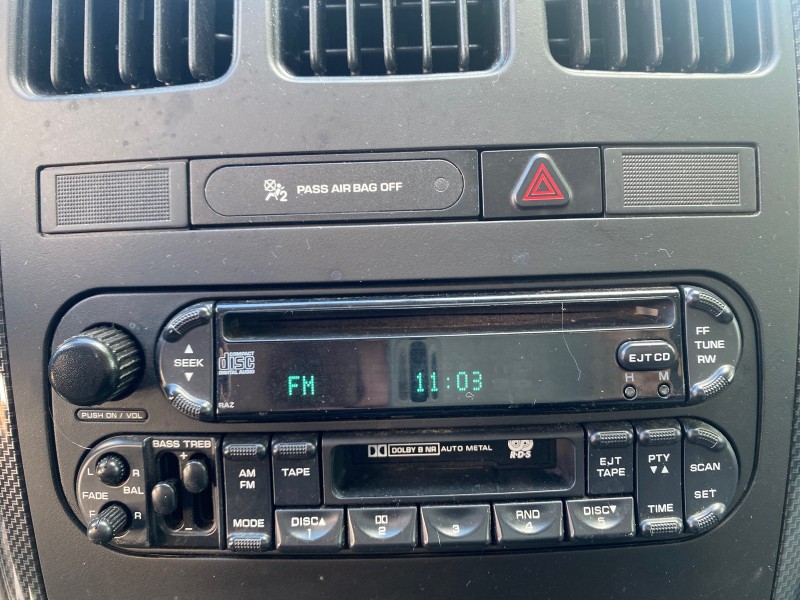 2 PASS AIR BAG OFF
▲
SEEK
▼
COMPACT
disc
DIGITAL AUDIO
RAZ
FM 11:03
EJT CD
H M
FF
TUNE
RW
PUSH ON / VOL
L R
FADE BAL
F R
BASS TREB
+
−
AM
FM
MODE
TAPE
DOLBY B NR AUTO METAL
R·D·S
EJT
TAPE
PTY
▲▼
TIME
SCAN
SET
DISC▲
1
2
3
RND
4
DISC▼
5